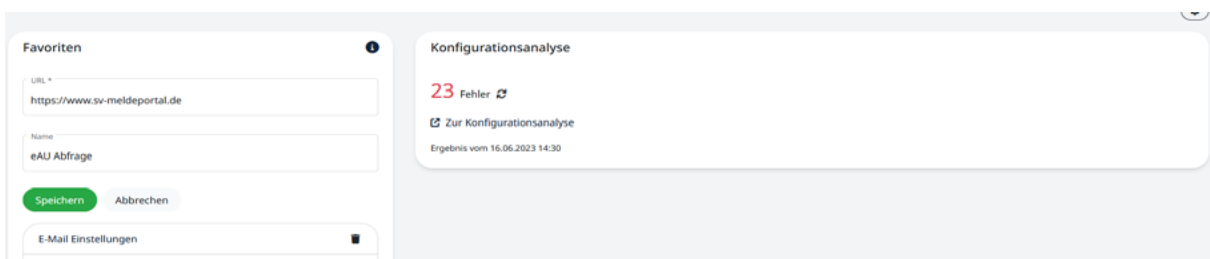 Favoriten
URL *
https://www.sv-meldeportal.de
Name
eAU Abfrage
Speichern Abbrechen
E-Mail Einstellungen
Konfigurationsanalyse
23 Fehler
Zur Konfigurationsanalyse
Ergebnis vom 16.06.2023 14:30